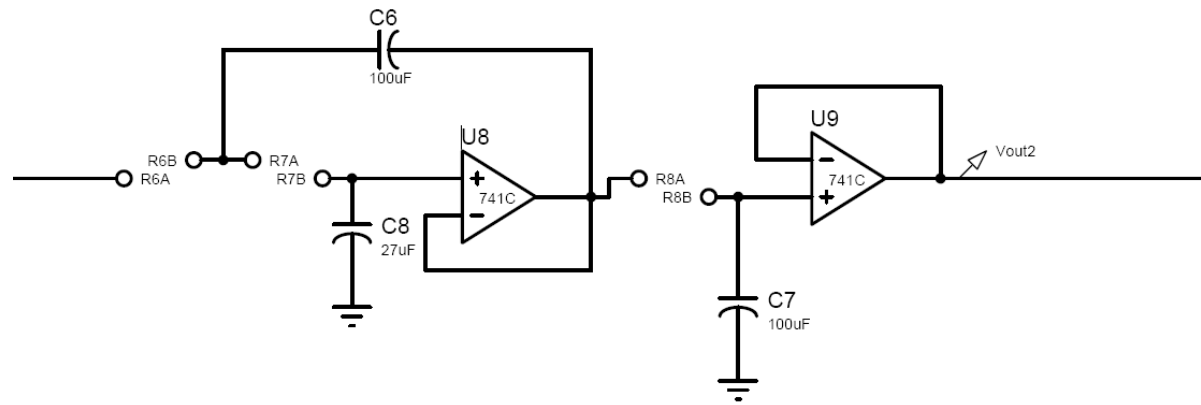 C6
100uF
U8
U9
R6B
R7A
R6A
R7B
+
741C
-
C8
27uF
R8A
R8B
-
741C
+
Vout2
C7
100uF